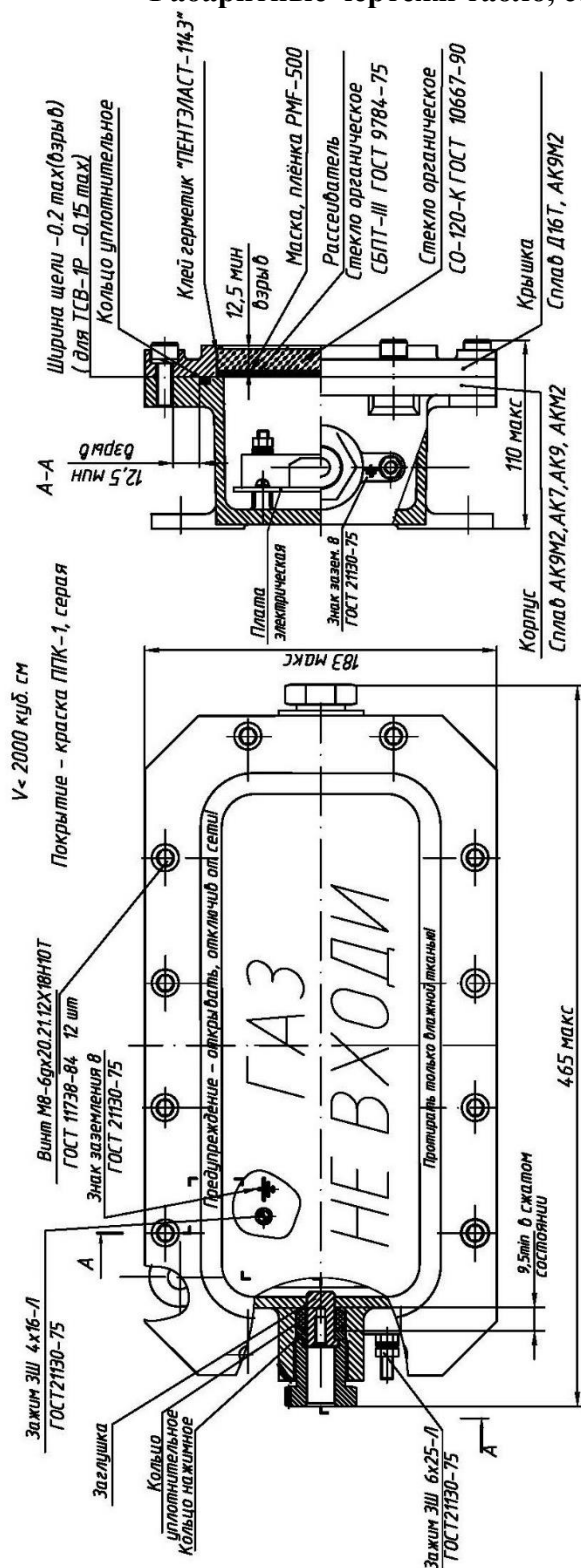 V< 2000 куб. см
Покрытие - краска ППК-1, серая
Винт М8-6gх20.21.12Х18Н10Т
ГОСТ 11738-84 12 шт
Знак заземления 8
ГОСТ 21130-75
Зажим ЗШ 4х16-Л
ГОСТ21130-75
А
Заглушка
Кольцо
уплотнительное
Кольцо нажимное
Зажим ЗШ 6х25-Л
ГОСТ21130-75
А
Предупреждение - открывать, отключив от сети!
ГАЗ
НЕ ВХОДИ
Протирать только влажной тканью!
9,5min в сжатом
состоянии
465 макс
183 макс
А-А
Ширина щели -0.2 max(взрыв)
( для ТСВ-1Р -0.15 max)
Кольцо уплотнительное
Клей герметик "ПЕНТЭЛАСТ-1143"
12,5 мин
взрыв
12,5 мин
взрыв
Маска, плёнка PMF-500
Рассеиватель
Стекло органическое
СБПТ-III ГОСТ 9784-75
Стекло органическое
СО-120-К ГОСТ 10667-90
Плата
электрическая
Знак зазем. 8
ГОСТ 21130-75
110 макс
Крышка
Сплав Д16Т, АК9М2
Корпус
Сплав АК9М2,АК7,АК9, АКМ2